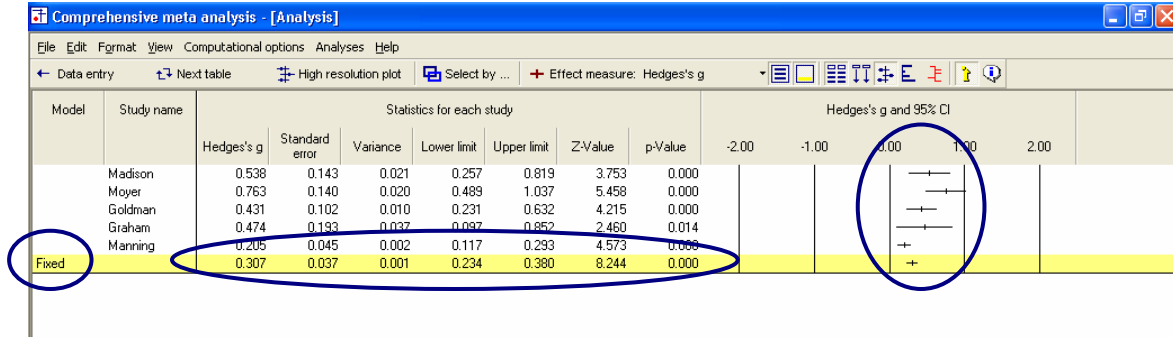 Comprehensive meta analysis - [Analysis]
File Edit Format View Computational options Analyses Help
Data entry Next table High resolution plot Select by ... Effect measure: Hedges's g
Model Study name Statistics for each study Hedges's g and 95% CI
Hedges's g Standard error Variance Lower limit Upper limit Z-Value p-Value -2.00 -1.00 0.00 1.00 2.00
Madison 0.538 0.143 0.021 0.257 0.819 3.753 0.000
Moyer 0.763 0.140 0.020 0.489 1.037 5.458 0.000
Goldman 0.431 0.102 0.010 0.231 0.632 4.215 0.000
Graham 0.474 0.193 0.037 0.097 0.852 2.460 0.014
Manning 0.205 0.045 0.002 0.117 0.293 4.573 0.000
Fixed 0.307 0.037 0.001 0.234 0.380 8.244 0.000